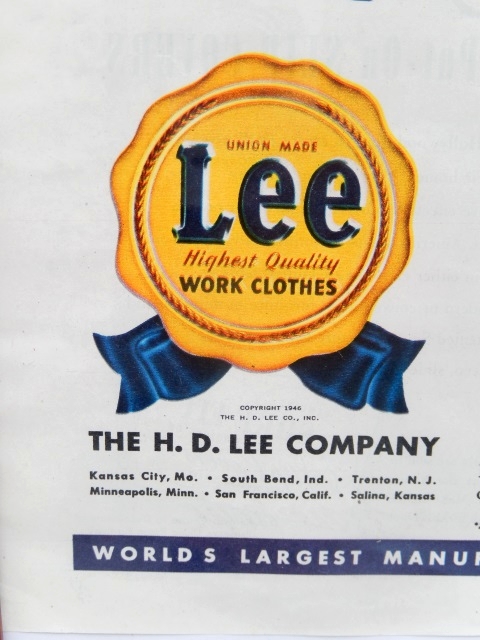 UNION MADE
Lee
Highest Quality
WORK CLOTHES
COPYRIGHT 1946
THE H. D. LEE CO., INC.
THE H. D. LEE COMPANY
Kansas City, Mo. • South Bend, Ind. • Trenton, N. J.
Minneapolis, Minn. • San Francisco, Calif. • Salina, Kansas
WORLD'S LARGEST